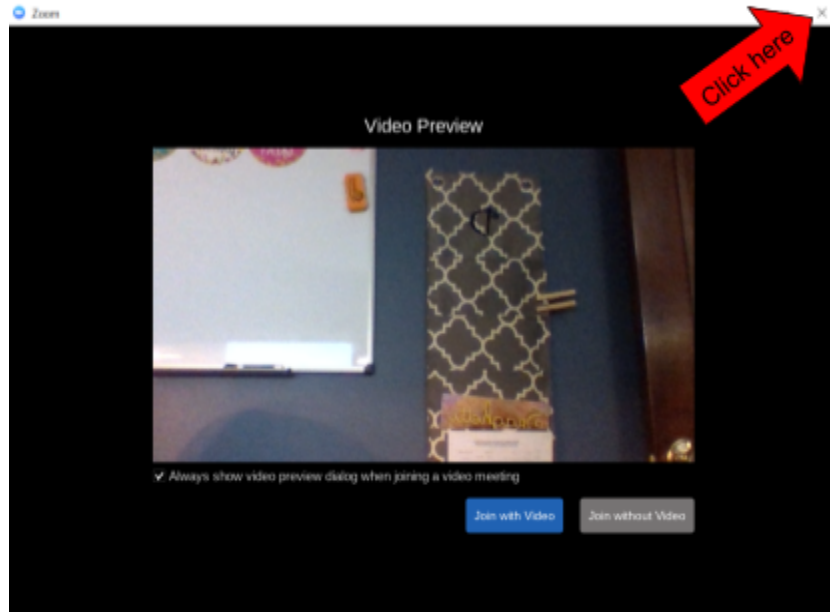 Zoom
Click here
Video Preview
Always show video preview dialog when joining a video meeting
Join with Video
Join without Video